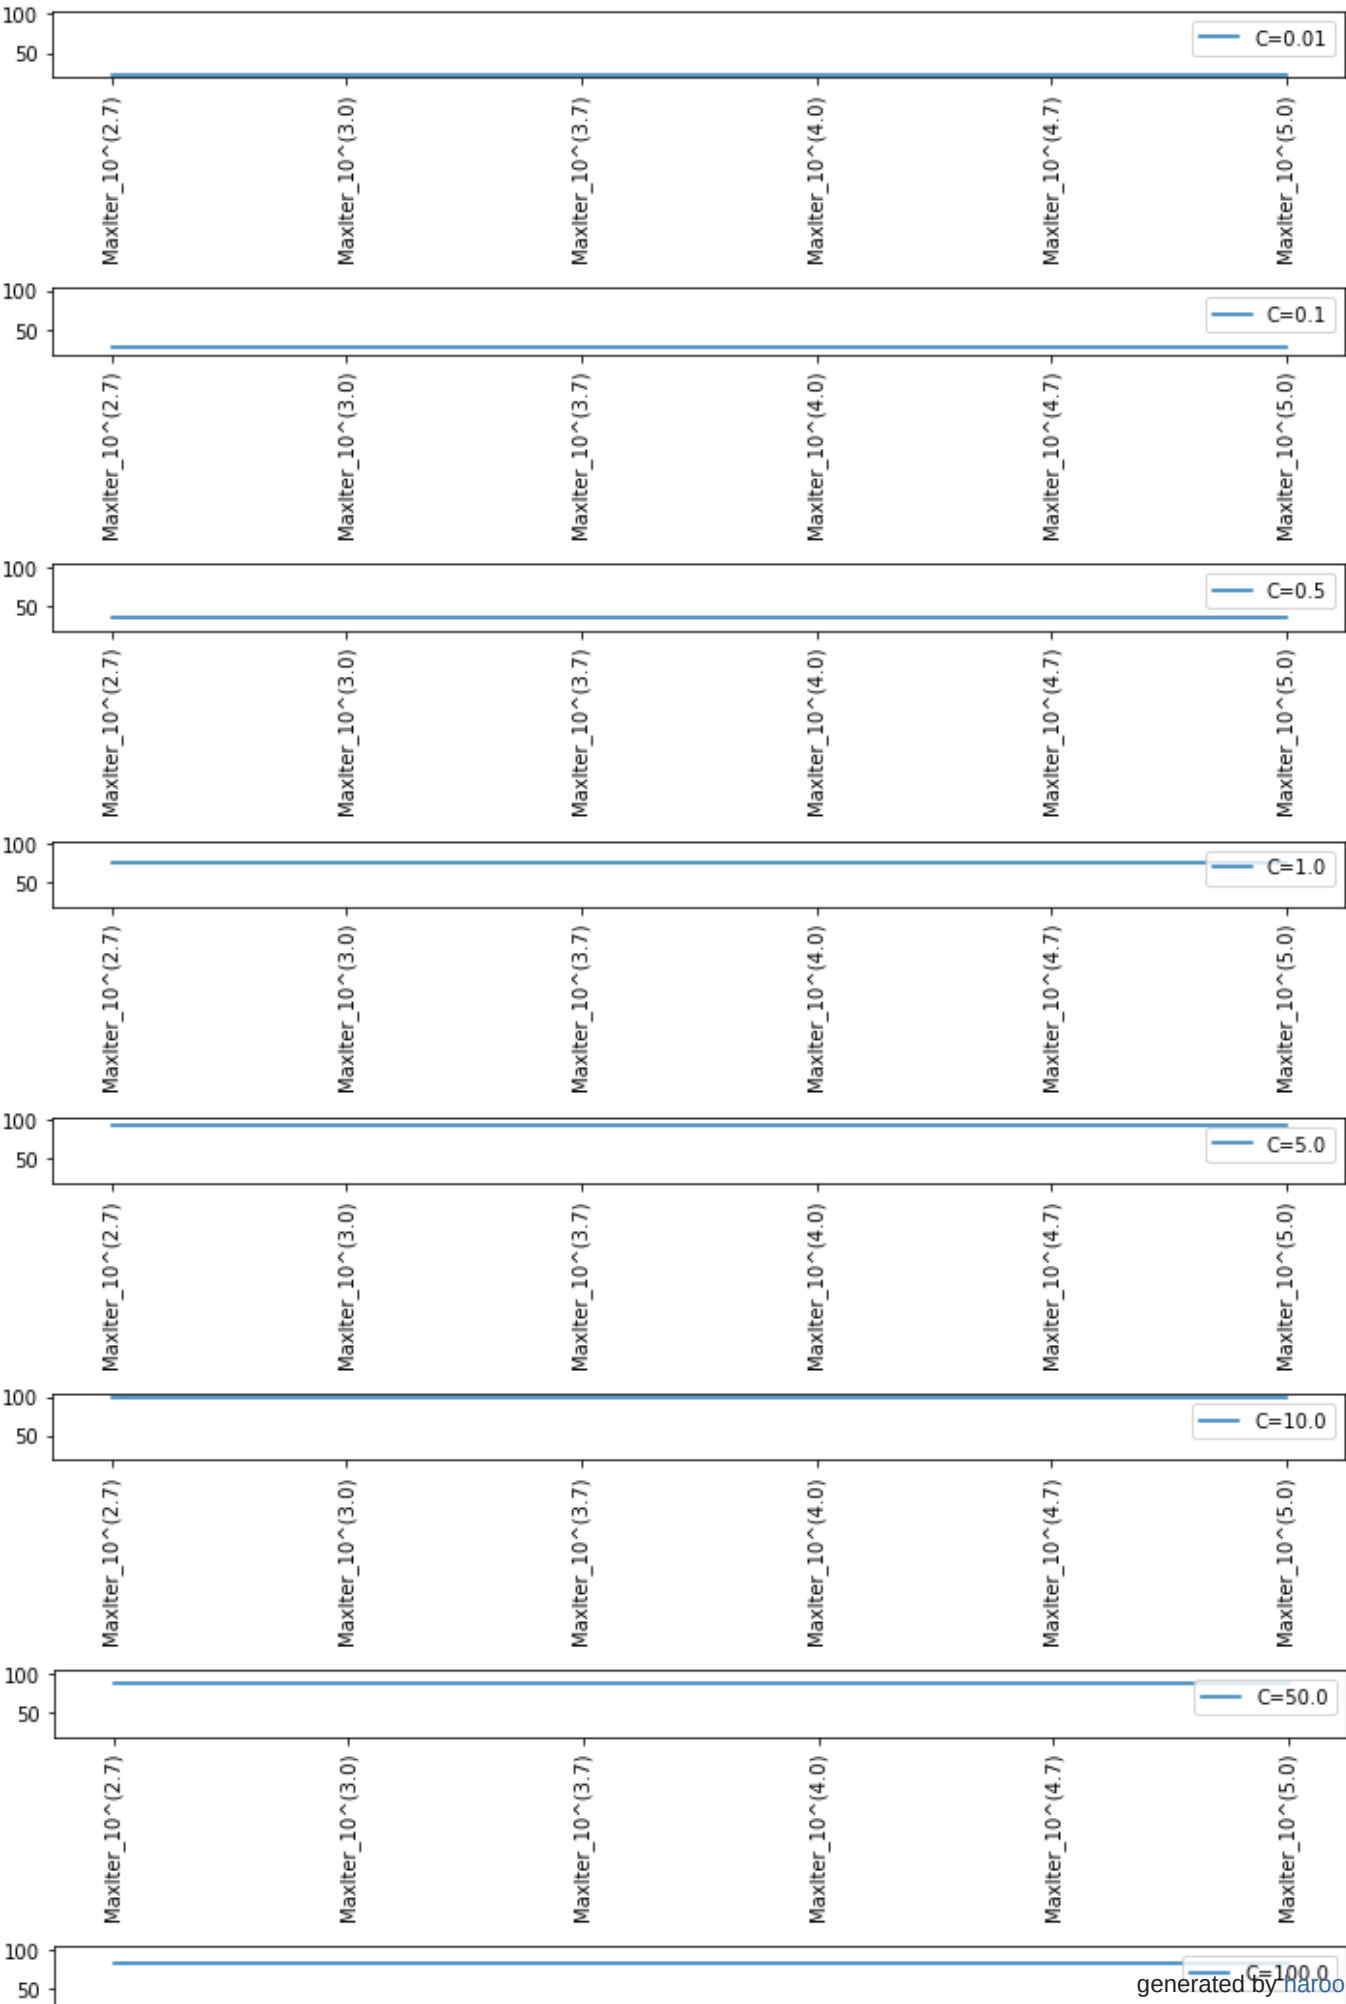 100
50
C=0.01
MaxIter_10^(2.7) MaxIter_10^(3.0) MaxIter_10^(3.7) MaxIter_10^(4.0) MaxIter_10^(4.7) MaxIter_10^(5.0)
100
50
C=0.1
MaxIter_10^(2.7) MaxIter_10^(3.0) MaxIter_10^(3.7) MaxIter_10^(4.0) MaxIter_10^(4.7) MaxIter_10^(5.0)
100
50
C=0.5
MaxIter_10^(2.7) MaxIter_10^(3.0) MaxIter_10^(3.7) MaxIter_10^(4.0) MaxIter_10^(4.7) MaxIter_10^(5.0)
100
50
C=1.0
MaxIter_10^(2.7) MaxIter_10^(3.0) MaxIter_10^(3.7) MaxIter_10^(4.0) MaxIter_10^(4.7) MaxIter_10^(5.0)
100
50
C=5.0
MaxIter_10^(2.7) MaxIter_10^(3.0) MaxIter_10^(3.7) MaxIter_10^(4.0) MaxIter_10^(4.7) MaxIter_10^(5.0)
100
50
C=10.0
MaxIter_10^(2.7) MaxIter_10^(3.0) MaxIter_10^(3.7) MaxIter_10^(4.0) MaxIter_10^(4.7) MaxIter_10^(5.0)
100
50
C=50.0
MaxIter_10^(2.7) MaxIter_10^(3.0) MaxIter_10^(3.7) MaxIter_10^(4.0) MaxIter_10^(4.7) MaxIter_10^(5.0)
100
50
C=100.0
generated by haroo